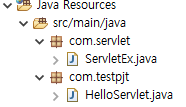 Java Resources
src/main/java
com.servlet
ServletEx.java
com.testpjt
HelloServlet.java